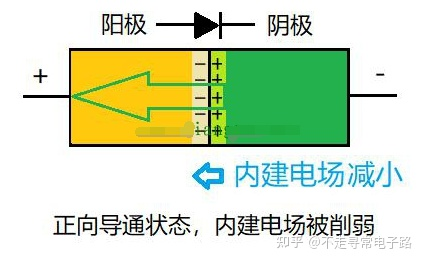 阳极 阴极
+ -
− +
− +
− +
− +
− +
内建电场减小
正向导通状态，内建电场被削弱
知乎 @不走寻常电子路